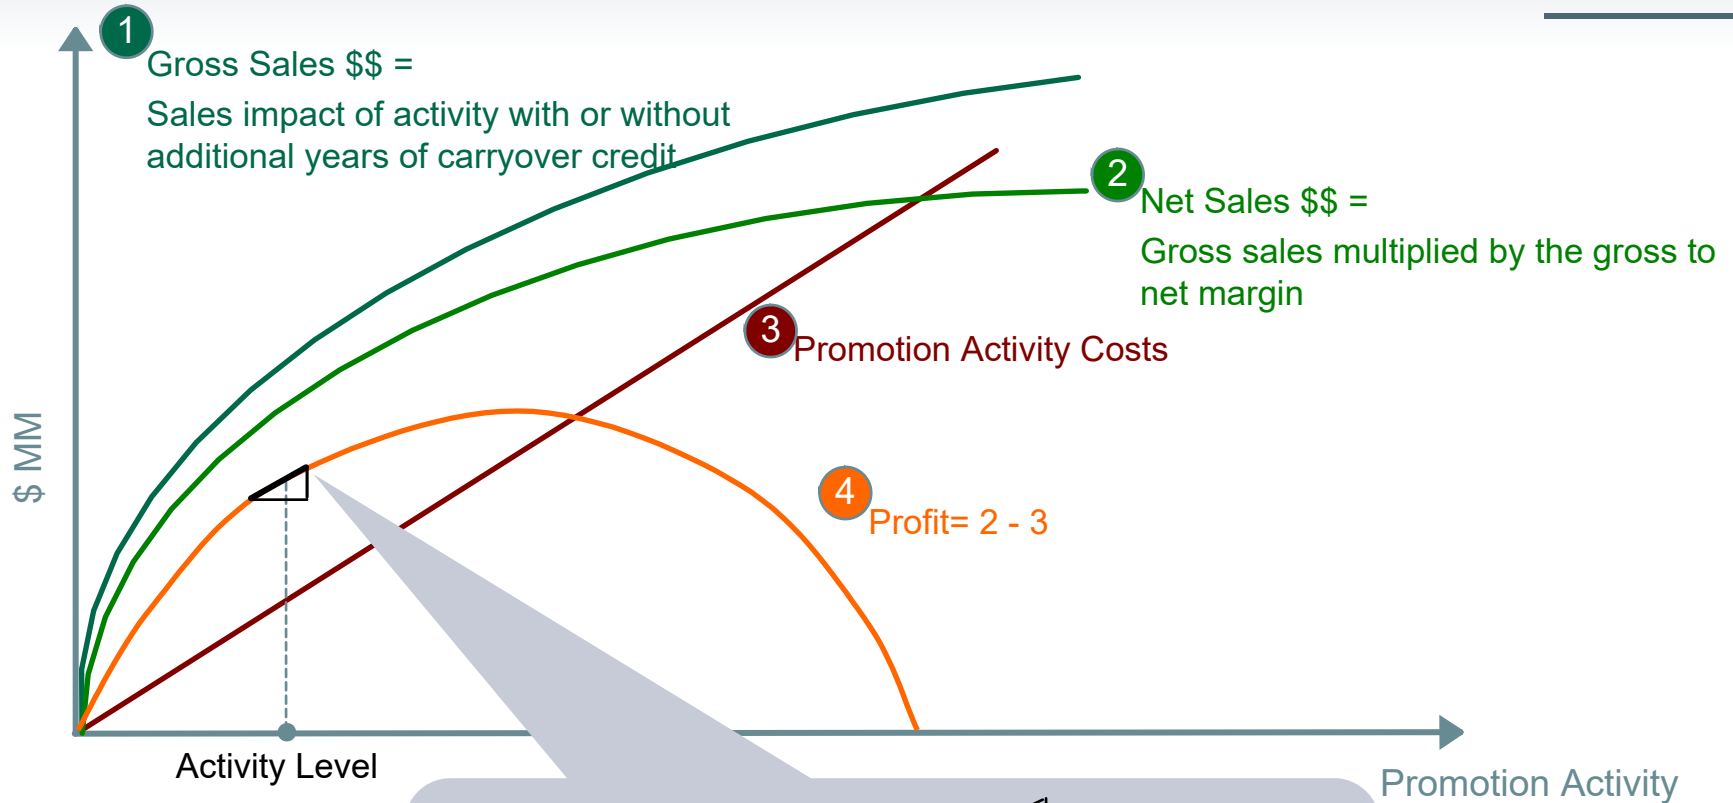 1
Gross Sales $$ =
Sales impact of activity with or without
additional years of carryover credit
2
Net Sales $$ =
Gross sales multiplied by the gross to
net margin
3
Promotion Activity Costs
$ MM
4
Profit= 2 - 3
Activity Level
Promotion Activity